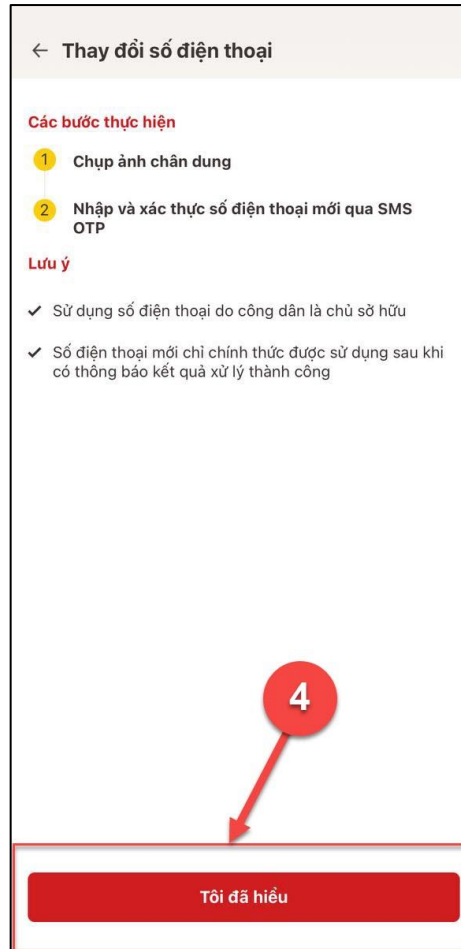 Thay đổi số điện thoại
Các bước thực hiện
1 Chụp ảnh chân dung
2 Nhập và xác thực số điện thoại mới qua SMS
OTP
Lưu ý
Sử dụng số điện thoại do công dân là chủ sở hữu
Số điện thoại mới chỉ chính thức được sử dụng sau khi
có thông báo kết quả xử lý thành công
4
Tôi đã hiểu